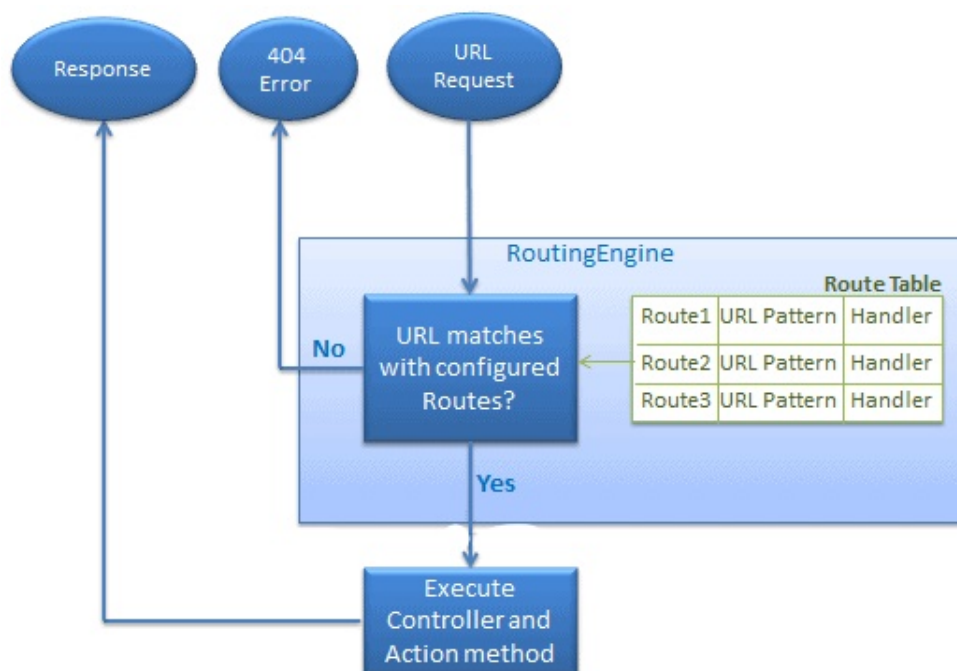 Response
404
Error
URL
Request
RoutingEngine
Route Table
Route1 URL Pattern Handler
Route2 URL Pattern Handler
Route3 URL Pattern Handler
URL matches
with configured
Routes?
No
Yes
Execute
Controller and
Action method